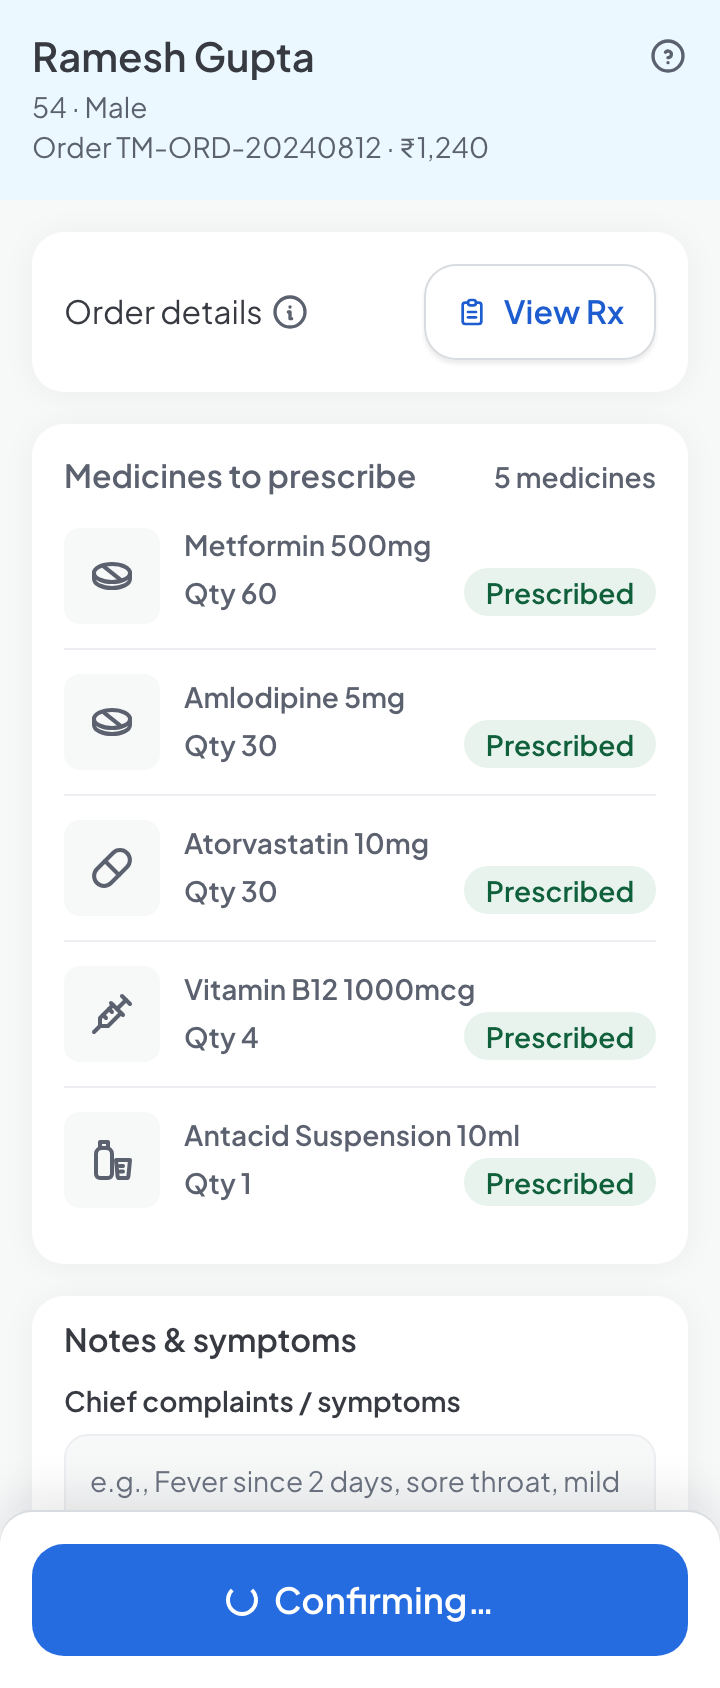 Ramesh Gupta
54 · Male
Order TM-ORD-20240812 · ₹1,240
Order details
View Rx
Medicines to prescribe
5 medicines
Metformin 500mg
Qty 60
Prescribed
Amlodipine 5mg
Qty 30
Prescribed
Atorvastatin 10mg
Qty 30
Prescribed
Vitamin B12 1000mcg
Qty 4
Prescribed
Antacid Suspension 10ml
Qty 1
Prescribed
Notes & symptoms
Chief complaints / symptoms
e.g., Fever since 2 days, sore throat, mild
Confirming...